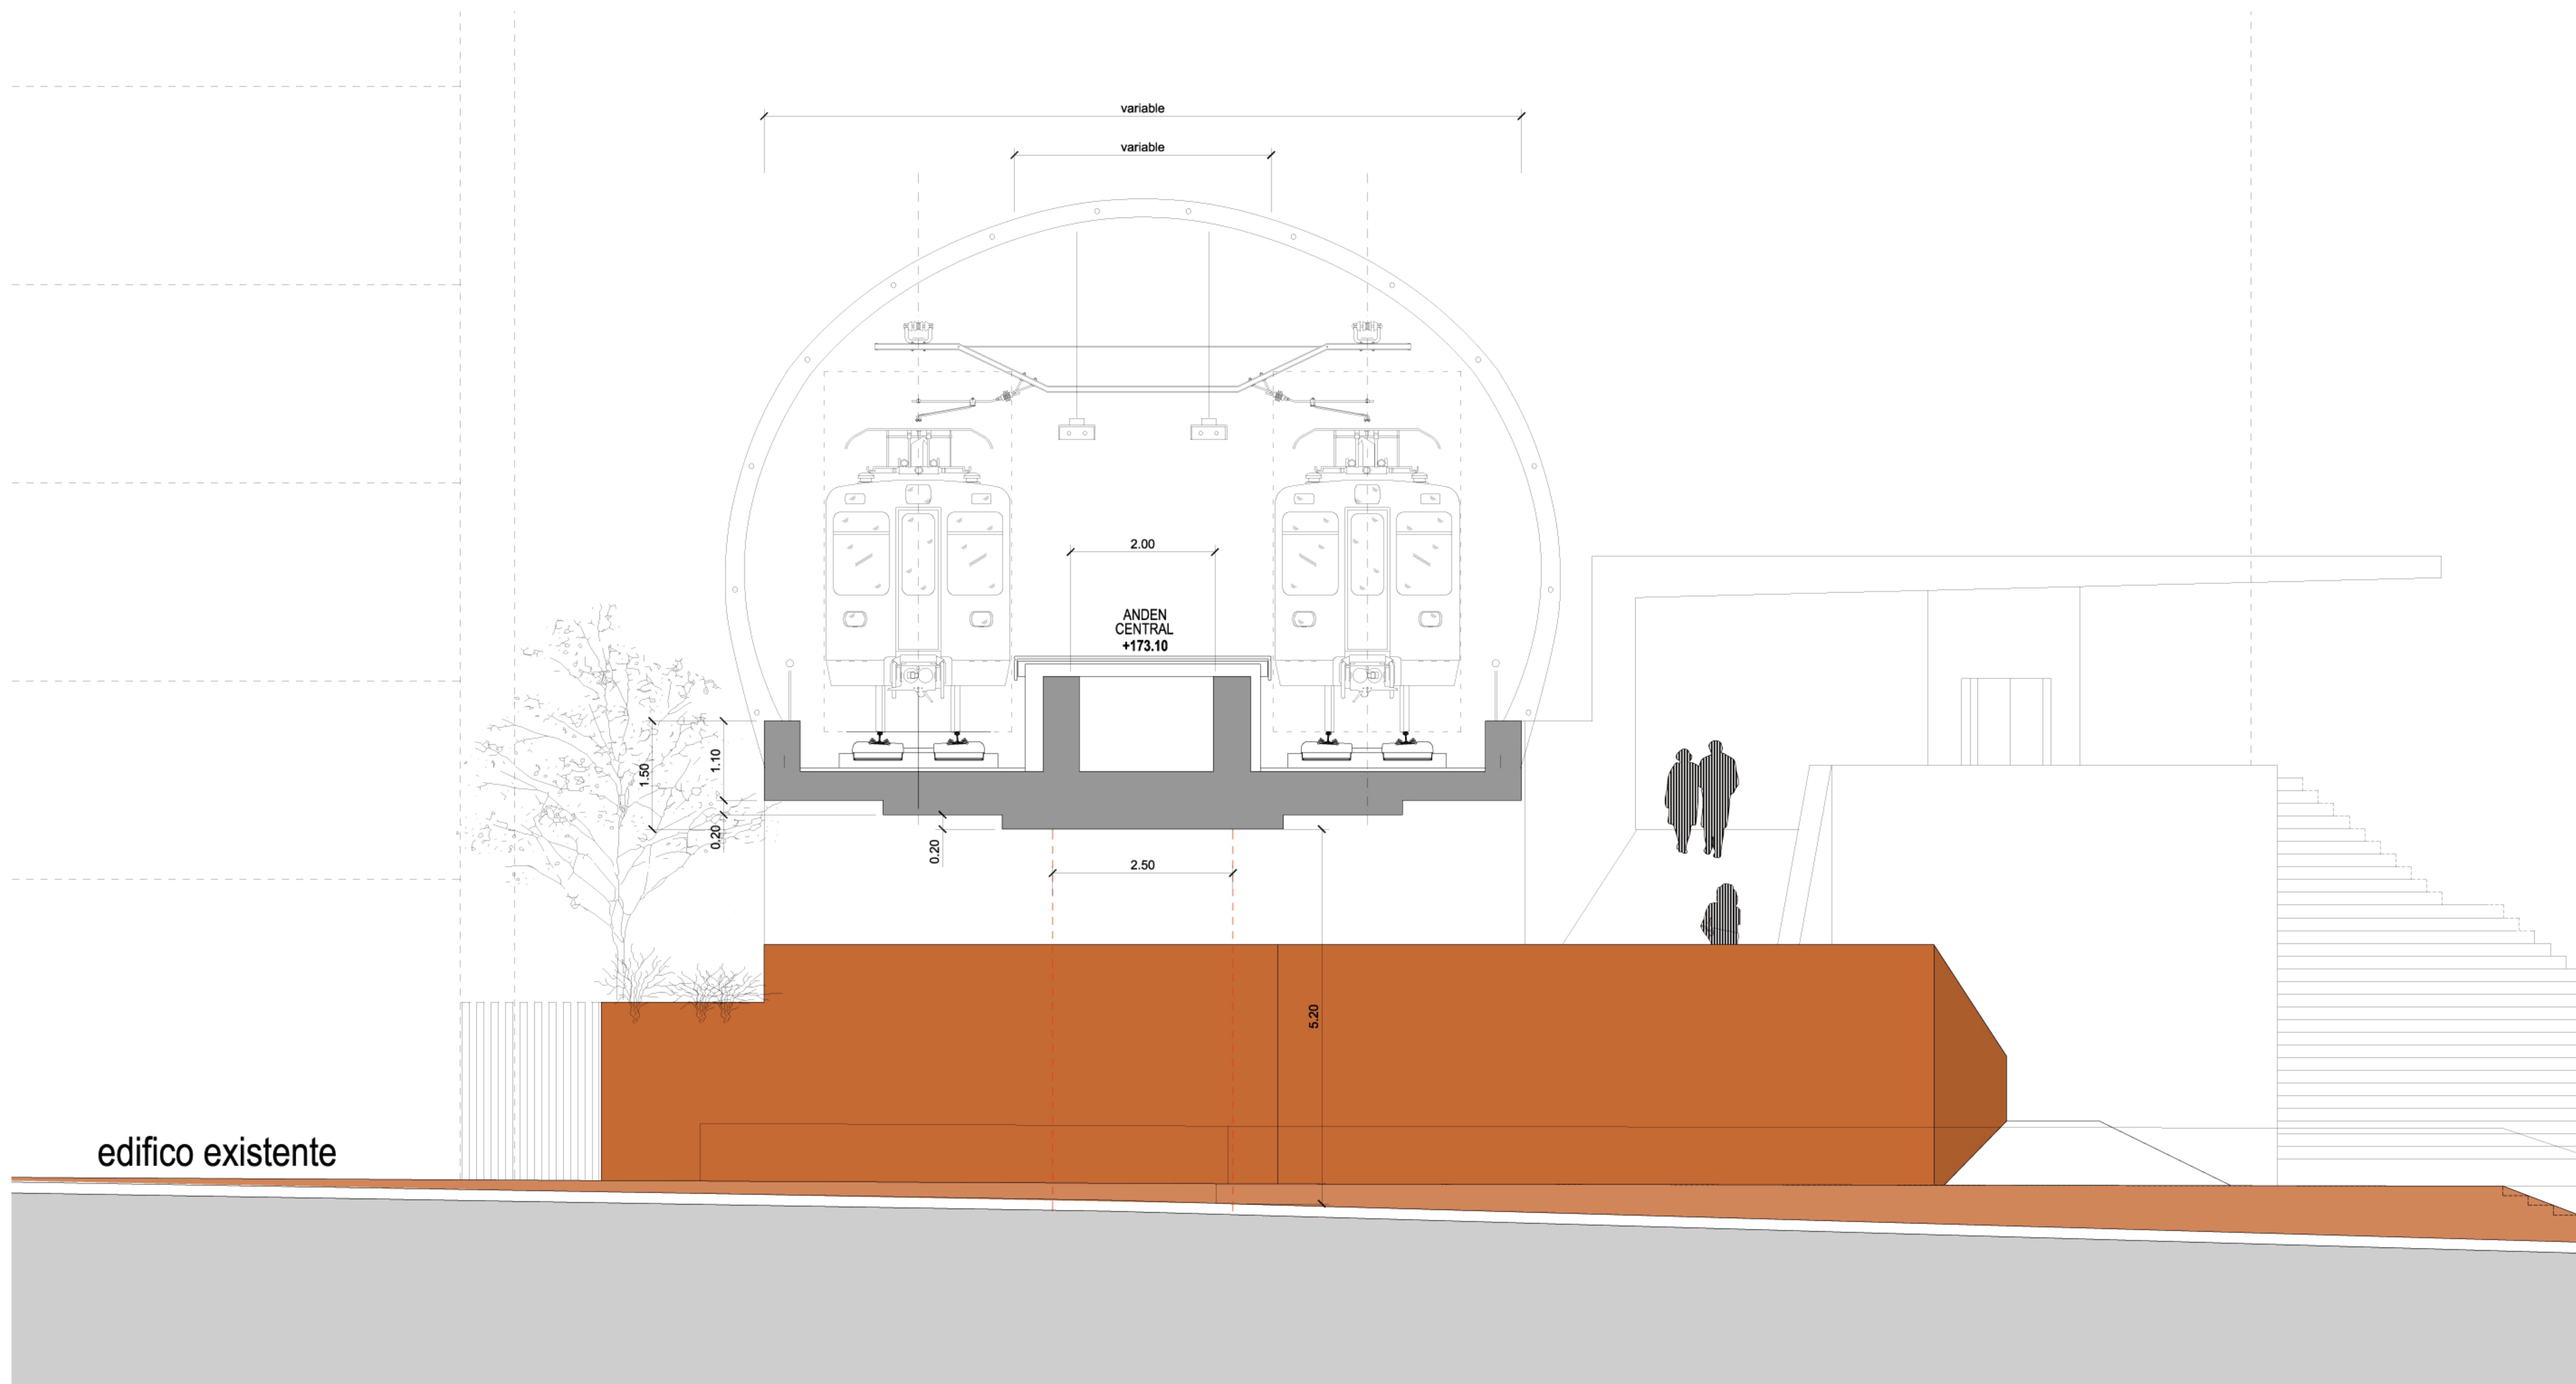 variable
variable
2.00
ANDEN
CENTRAL
+173.10
1.50
1.10
0.20
0.20
2.50
5.20
edifico existente